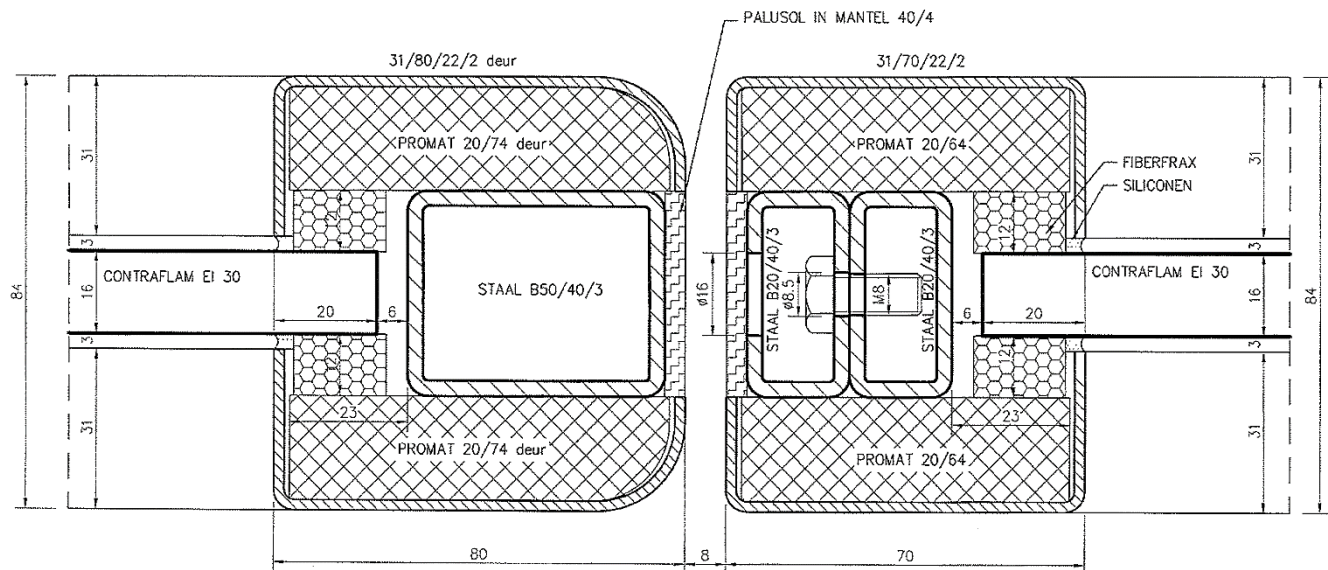 PALUSOL IN MANTEL 40/4
31/80/22/2 deur
31/70/22/2
PROMAT 20/74 deur
PROMAT 20/64
FIBERFRAX
SILICONEN
31
31
12
12
3
3
CONTRAFLAM EI 30
STAAL B50/40/3
STAAL B20/40/3
STAAL B20/40/3
CONTRAFLAM EI 30
84
16
20
6
ø16
ø8.5
M8
6
20
16
84
3
12
12
3
31
23
23
31
PROMAT 20/74 deur
PROMAT 20/64
80
8
70